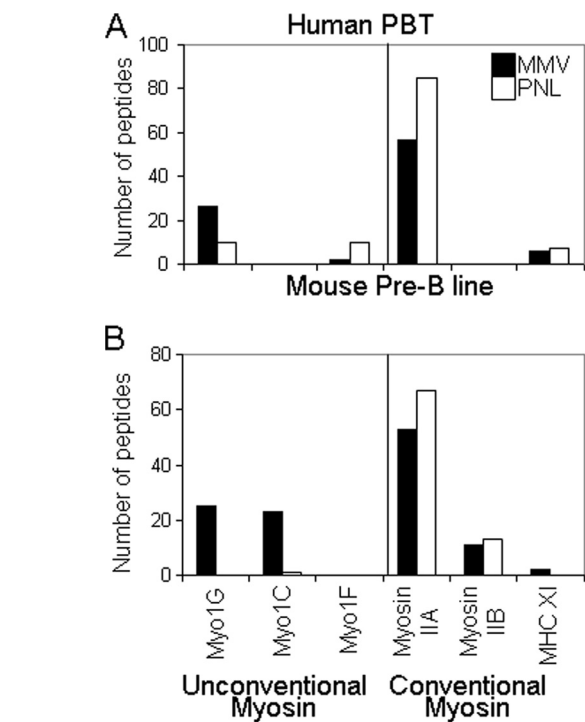 A
Human PBT
Number of peptides
100
80
60
40
20
0
MMV
PNL
Mouse Pre-B line
B
Number of peptides
80
60
40
20
0
Myo1G
Myo1C
Myo1F
Myosin
IIA
Myosin
IIB
MHC XI
Unconventional
Myosin
Conventional
Myosin